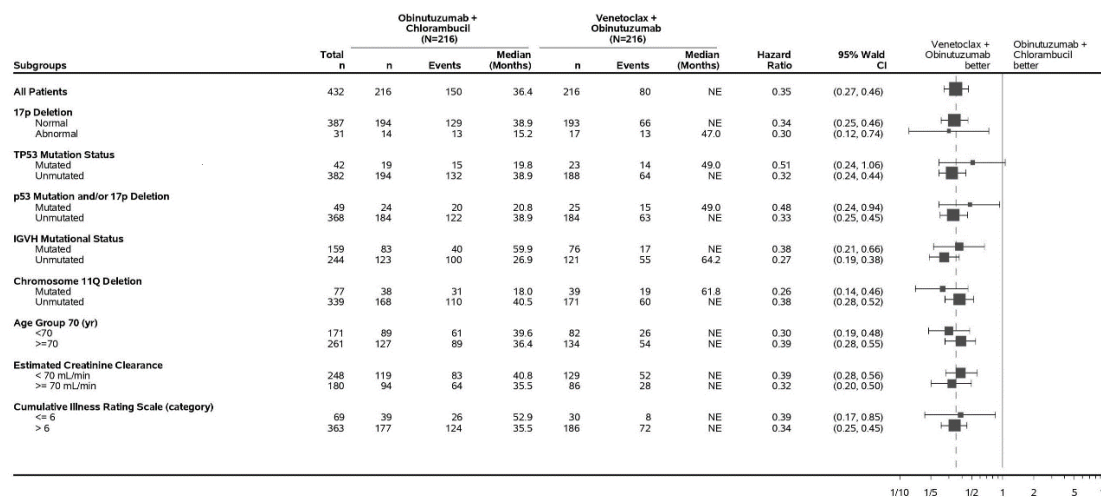 Obinutuzumab + Chlorambucil (N=216) Venetoclax + Obinutuzumab (N=216)
Subgroups Total n n Events Median (Months) n Events Median (Months) Hazard Ratio 95% Wald CI Venetoclax + Obinutuzumab better Obinutuzumab + Chlorambucil better
All Patients 432 216 150 36.4 216 80 NE 0.35 (0.27, 0.46)
17p Deletion
Normal 387 194 129 38.9 193 66 NE 0.34 (0.25, 0.46)
Abnormal 31 14 13 15.2 17 13 47.0 0.30 (0.12, 0.74)
TP53 Mutation Status
Mutated 42 19 15 19.8 23 14 49.0 0.51 (0.24, 1.06)
Unmutated 382 194 132 38.9 188 64 NE 0.32 (0.24, 0.44)
p53 Mutation and/or 17p Deletion
Mutated 49 24 20 20.8 25 15 49.0 0.48 (0.24, 0.94)
Unmutated 368 184 122 38.9 184 63 NE 0.33 (0.25, 0.45)
IGVH Mutational Status
Mutated 159 83 40 59.9 76 17 NE 0.38 (0.21, 0.66)
Unmutated 244 123 100 26.9 121 55 64.2 0.27 (0.19, 0.38)
Chromosome 11Q Deletion
Mutated 77 38 31 18.0 39 19 61.8 0.26 (0.14, 0.46)
Unmutated 339 168 110 40.5 171 60 NE 0.38 (0.28, 0.52)
Age Group 70 (yr)
<70 171 89 61 39.6 82 26 NE 0.30 (0.19, 0.48)
>=70 261 127 89 36.4 134 54 NE 0.39 (0.28, 0.55)
Estimated Creatinine Clearance
< 70 mL/min 248 119 83 40.8 129 52 NE 0.39 (0.28, 0.56)
>= 70 mL/min 180 94 64 35.5 86 28 NE 0.32 (0.20, 0.50)
Cumulative Illness Rating Scale (category)
<= 6 69 39 26 52.9 30 8 NE 0.39 (0.17, 0.85)
> 6 363 177 124 35.5 186 72 NE 0.34 (0.25, 0.45)
1/10 1/5 1/2 1 2 5